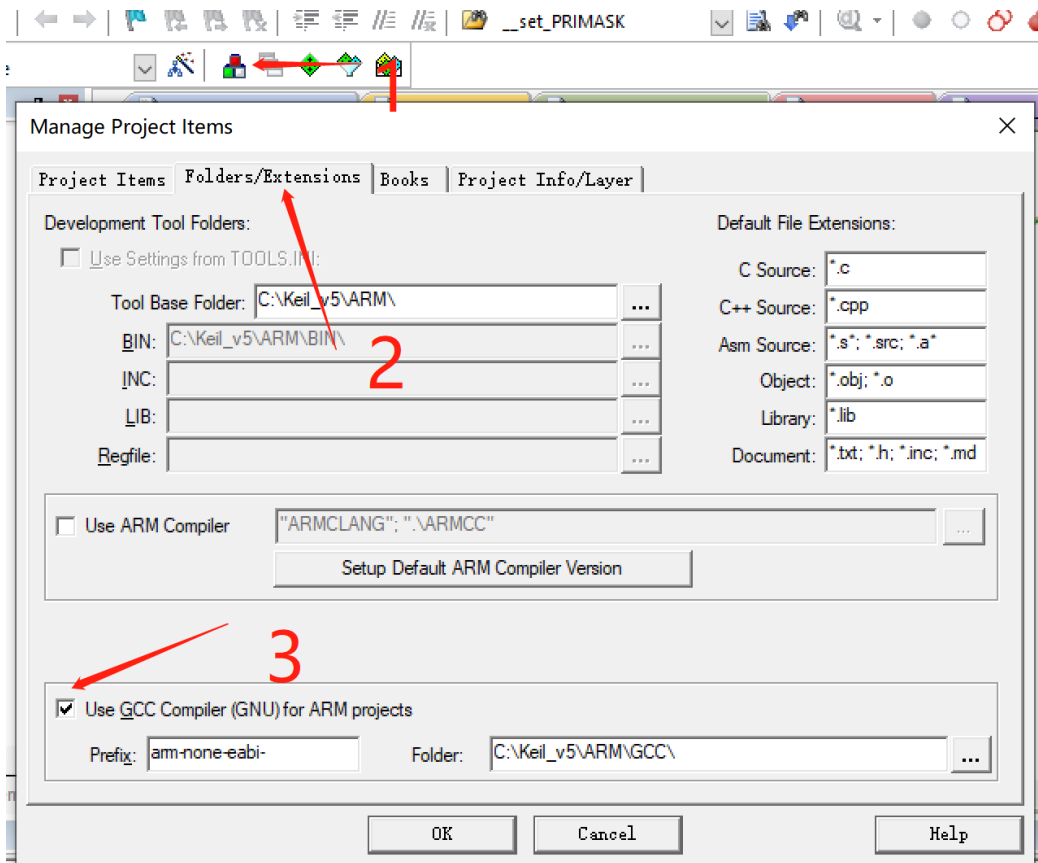 __set_PRIMASK
1
Manage Project Items
Project Items Folders/Extensions Books Project Info/Layer
Development Tool Folders:
Use Settings from TOOLS.INI:
Tool Base Folder: C:\Keil_v5\ARM\ ...
BIN: C:\Keil_v5\ARM\BIN\ ...
INC: ...
LIB: ...
Regfile: ...
2
Default File Extensions:
C Source: *.c
C++ Source: *.cpp
Asm Source: *.s*; *.src; *.a*
Object: *.obj; *.o
Library: *.lib
Document: *.txt; *.h; *.inc; *.md
Use ARM Compiler "ARMCLANG"; ".\ARMCC" ...
Setup Default ARM Compiler Version
3
Use GCC Compiler (GNU) for ARM projects
Prefix: arm-none-eabi- Folder: C:\Keil_v5\ARM\GCC\ ...
OK Cancel Help